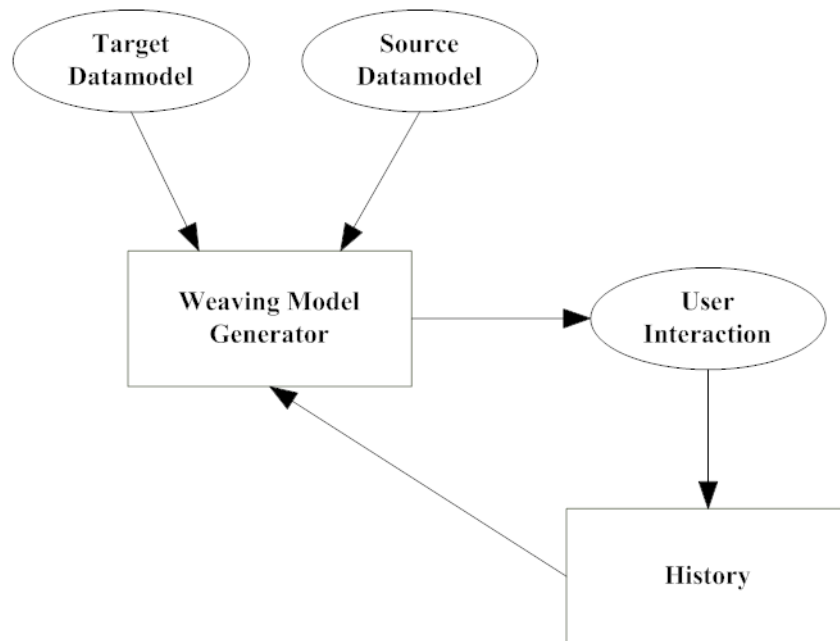 Target
Datamodel
Source
Datamodel
Weaving Model
Generator
User
Interaction
History